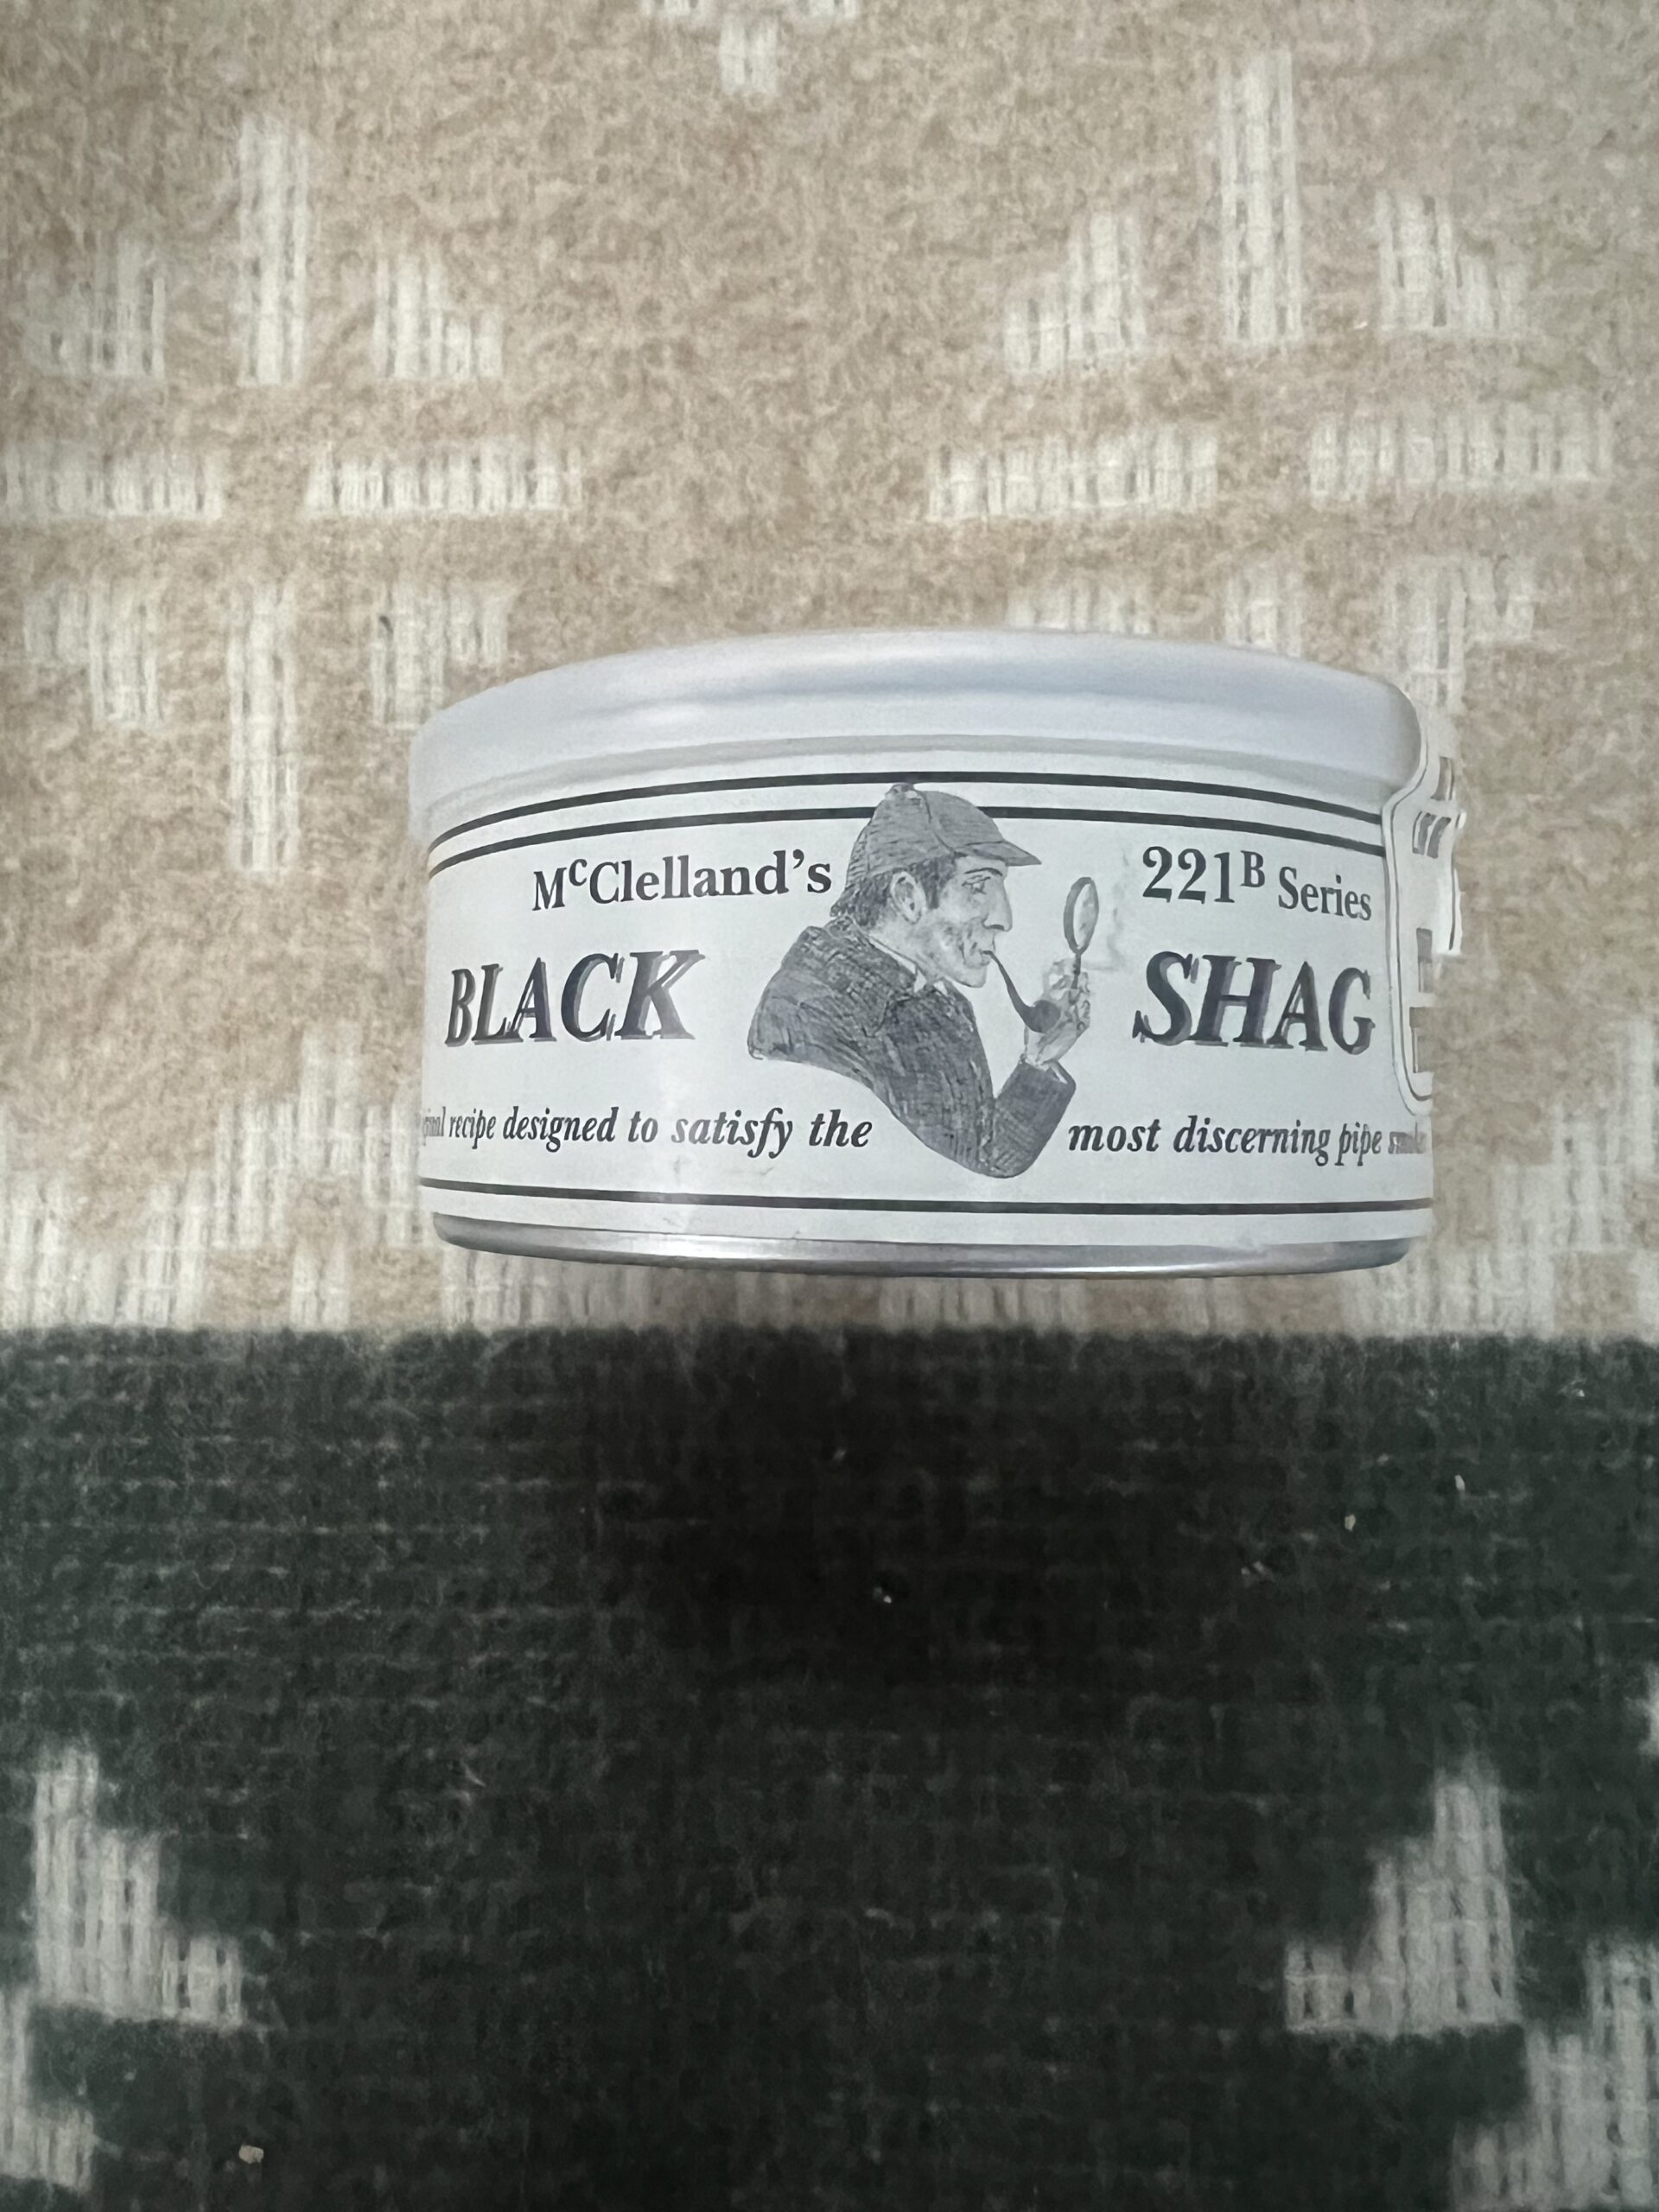 McClelland's 221B Series
BLACK SHAG
recipe designed to satisfy the most discerning pipe